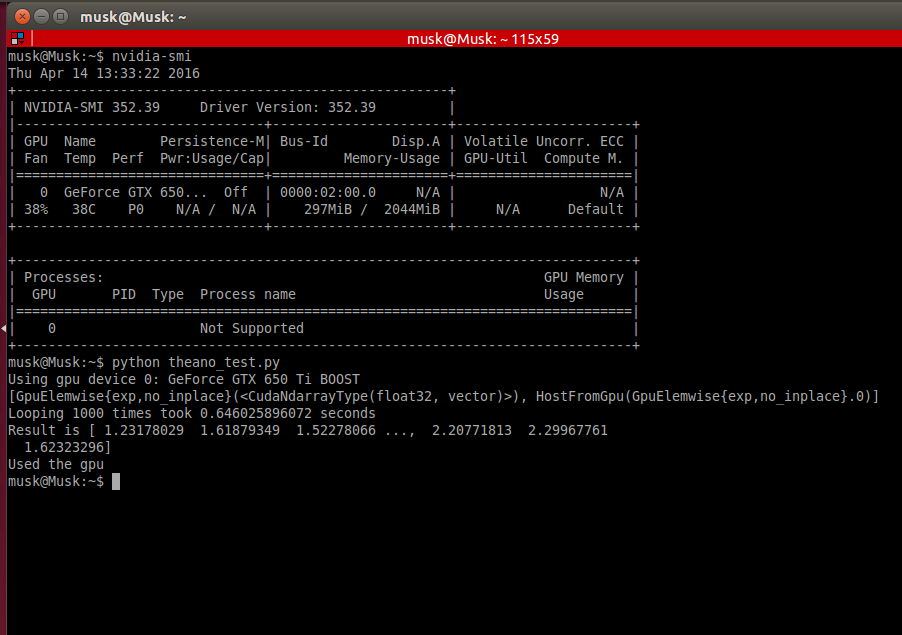 musk@Musk: ~
musk@Musk: ~ 115x59
musk@Musk:~$ nvidia-smi
Thu Apr 14 13:33:22 2016
+------------------------------------------------------+
| NVIDIA-SMI 352.39     Driver Version: 352.39         |
|-------------------------------+----------------------+----------------------+
| GPU  Name        Persistence-M| Bus-Id        Disp.A | Volatile Uncorr. ECC |
| Fan  Temp  Perf  Pwr:Usage/Cap|         Memory-Usage | GPU-Util  Compute M. |
|===============================+======================+======================|
|   0  GeForce GTX 650...  Off  | 0000:02:00.0     N/A |                  N/A |
| 38%   38C    P0    N/A /  N/A |    297MiB /  2044MiB |     N/A      Default |
+-------------------------------+----------------------+----------------------+
+-----------------------------------------------------------------------------+
| Processes:                                                       GPU Memory |
|  GPU       PID  Type  Process name                               Usage      |
|=============================================================================|
|    0                  Not Supported                                         |
+-----------------------------------------------------------------------------+
musk@Musk:~$ python theano_test.py
Using gpu device 0: GeForce GTX 650 Ti BOOST
[GpuElemwise{exp,no_inplace}(<CudaNdarrayType(float32, vector)>), HostFromGpu(GpuElemwise{exp,no_inplace}.0)]
Looping 1000 times took 0.646025896072 seconds
Result is [ 1.23178029  1.61879349  1.52278066 ...,  2.20771813  2.29967761
  1.62323296]
Used the gpu
musk@Musk:~$